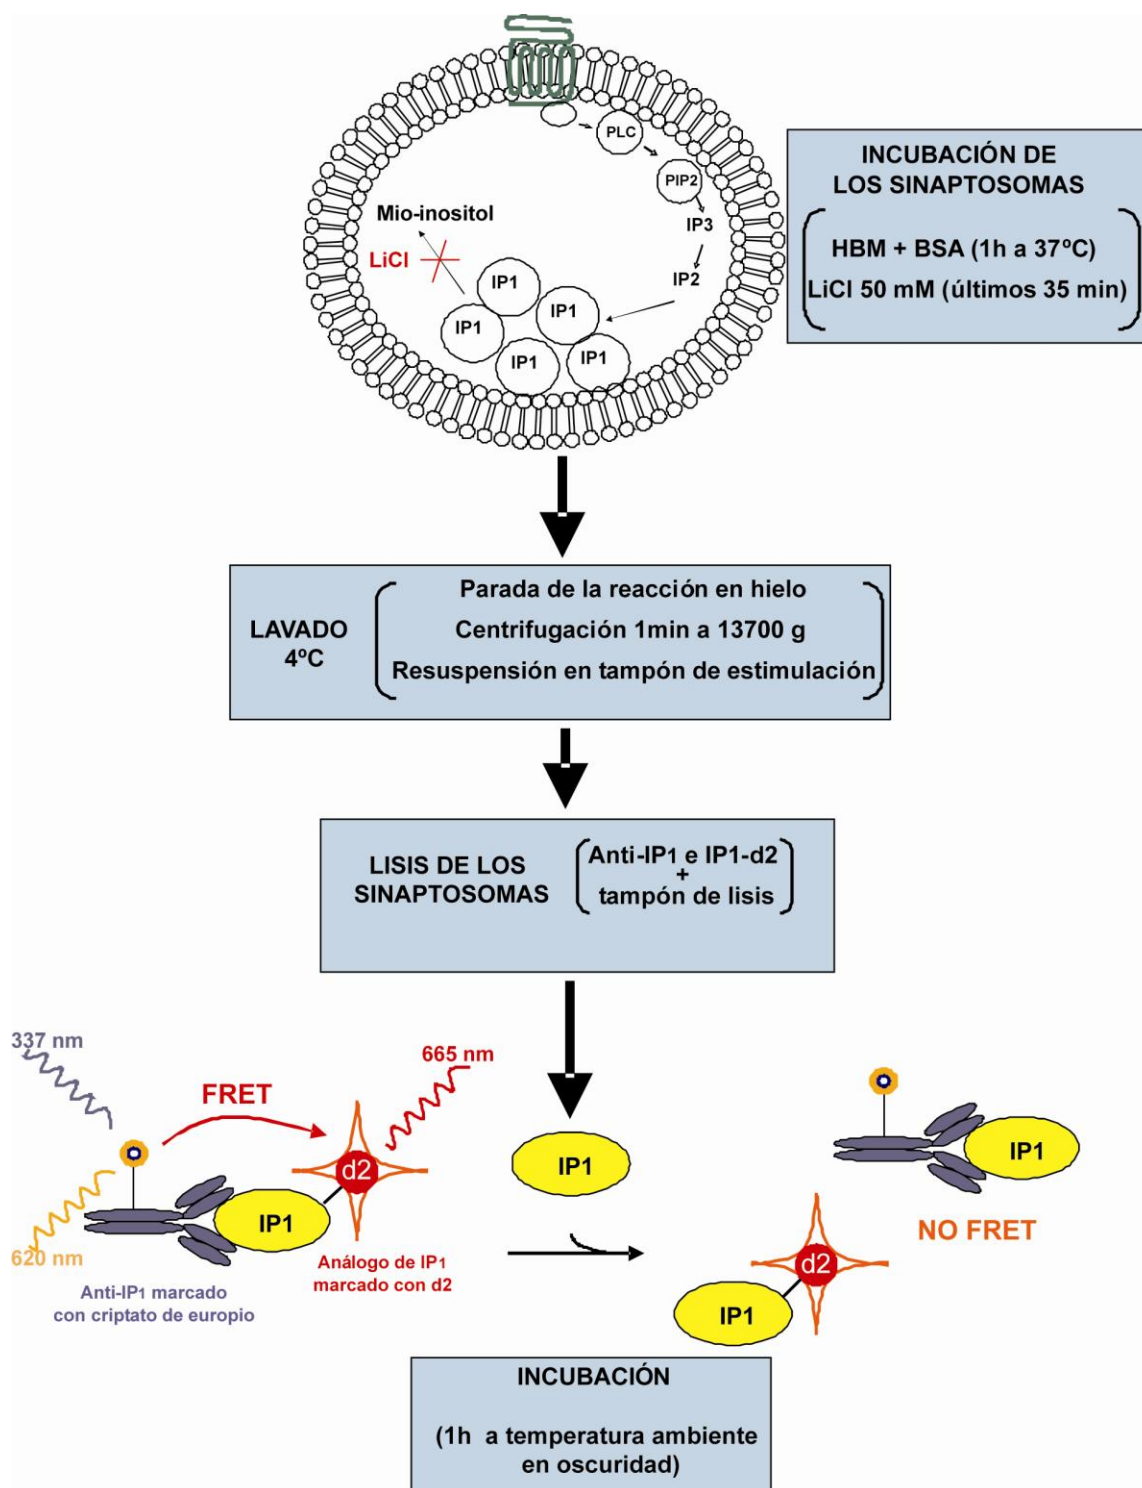 PLC
PIP2
IP3
IP2
Mio-inositol
LiCl
IP1
IP1
IP1
IP1
IP1
INCUBACIÓN DE
LOS SINAPTOSOMAS
HBM + BSA (1h a 37ºC)
LiCl 50 mM (últimos 35 min)
LAVADO
4ºC
Parada de la reacción en hielo
Centrifugación 1min a 13700 g
Resuspensión en tampón de estimulación
LISIS DE LOS
SINAPTOSOMAS
Anti-IP1 e IP1-d2
+
tampón de lisis
337 nm
FRET
665 nm
d2
IP1
620 nm
Anti-IP1 marcado
con criptato de europio
Análogo de IP1
marcado con d2
IP1
IP1
NO FRET
d2
IP1
INCUBACIÓN
(1h a temperatura ambiente
en oscuridad)